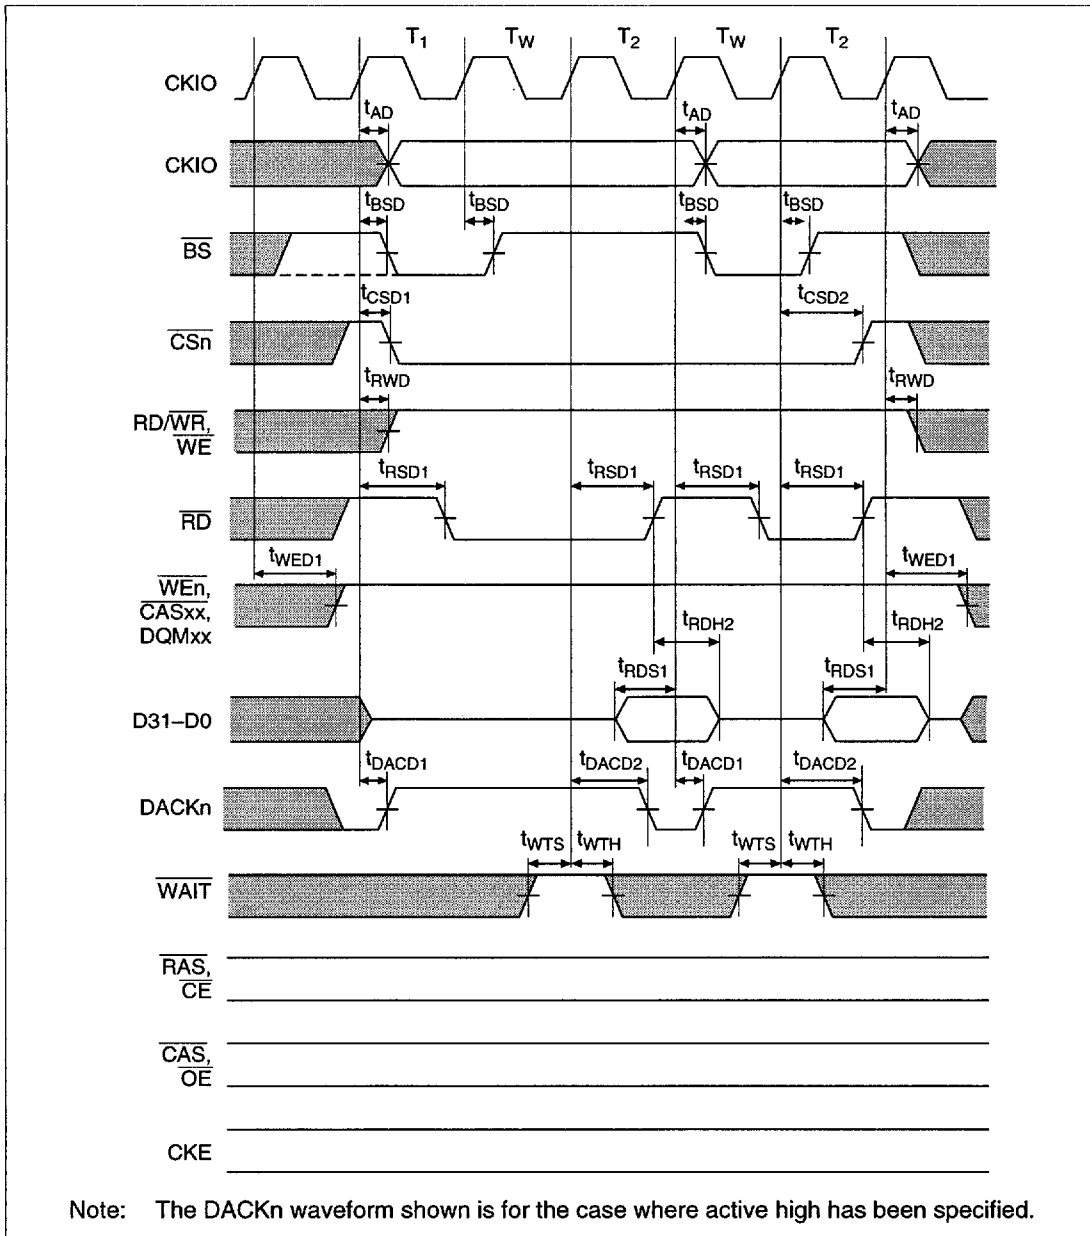 T1 TW T2 TW T2
CKIO
tAD tAD tAD
CKIO
tBSD tBSD tBSD tBSD
BS
tCSD1 tCSD2
CSn
tRWD tRWD
RD/WR,
WE
tRSD1 tRSD1 tRSD1 tRSD1
RD
tWED1 tWED1
WEn,
CASxx,
DQMxx
tRDH2 tRDH2
tRDS1 tRDS1
D31–D0
tDACD1 tDACD2 tDACD1 tDACD2
DACKn
tWTS tWTH tWTS tWTH
WAIT
RAS,
CE
CAS,
OE
CKE
Note: The DACKn waveform shown is for the case where active high has been specified.